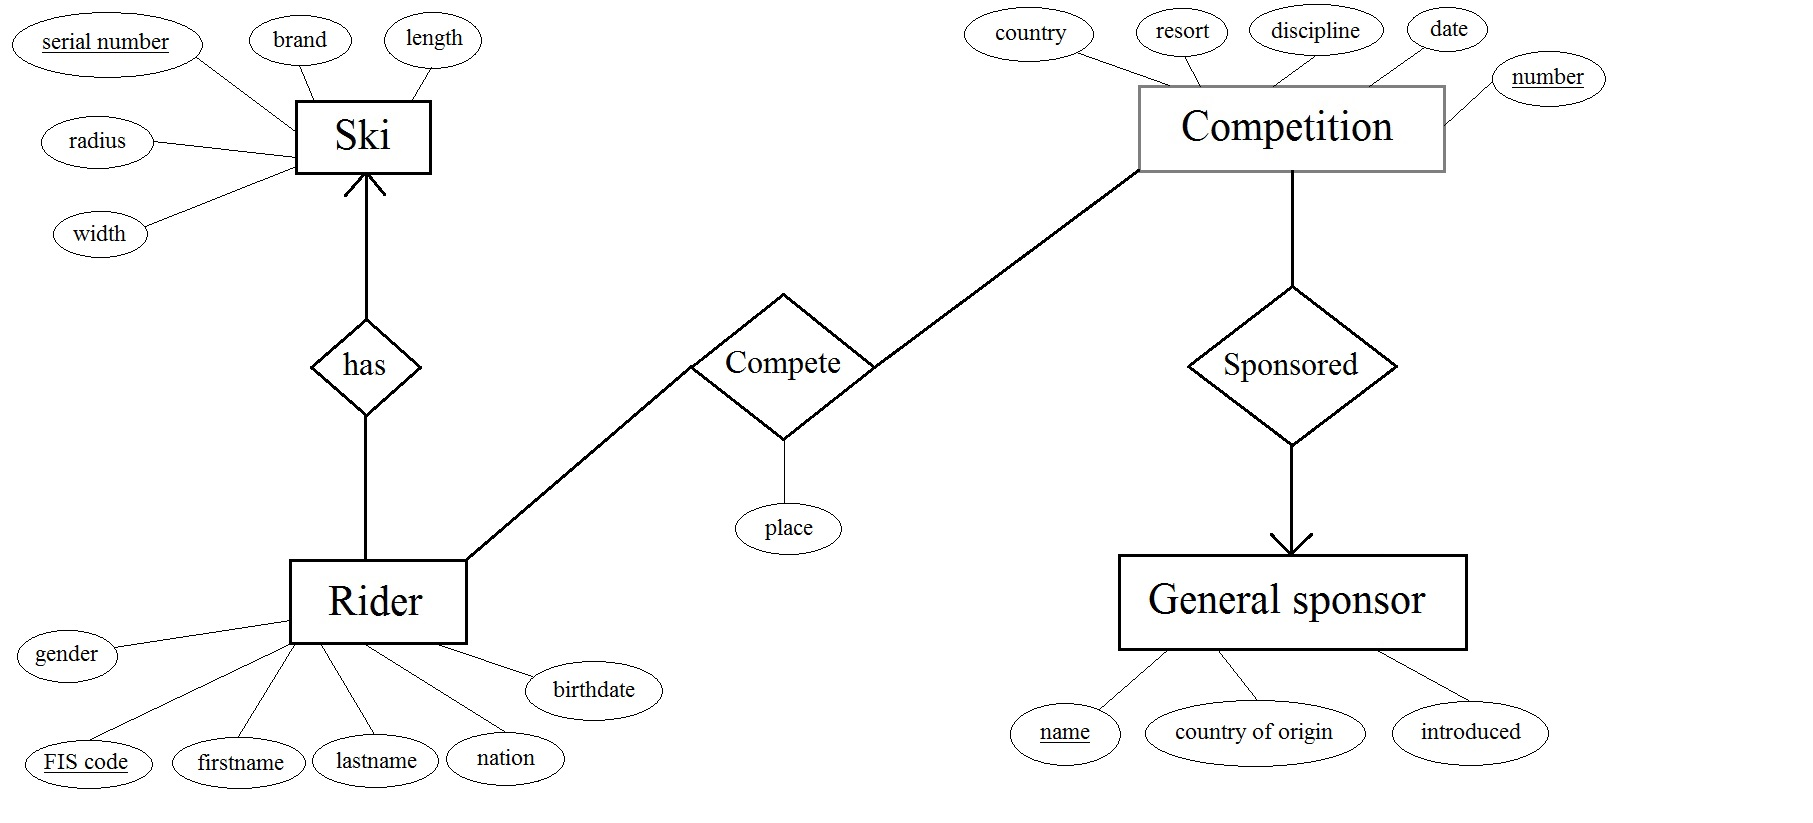 serial number
brand
length
radius
width
Ski
has
Rider
gender
FIS code
firstname
lastname
nation
birthdate
Compete
place
country
resort
discipline
date
number
Competition
Sponsored
General sponsor
name
country of origin
introduced